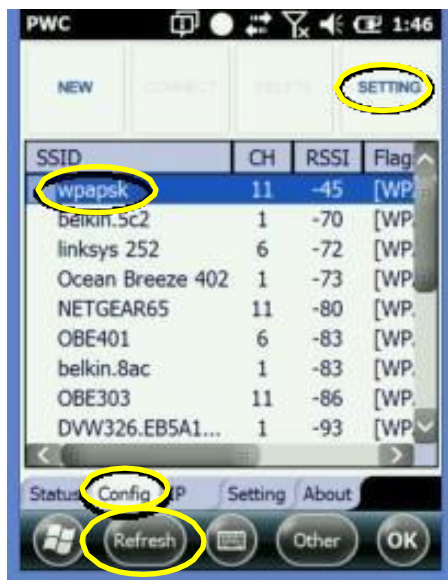 PWC 1:46
NEW CONNECT DELETE SETTING
SSID CH RSSI Flag
wpapsk 11 -45 [WP
belkin.5c2 1 -70 [WP.
linksys 252 6 -72 [WP.
Ocean Breeze 402 1 -73 [WP.
NETGEAR65 11 -80 [WP.
OBE401 6 -83 [WP.
belkin.8ac 1 -83 [WP.
OBE303 11 -86 [WP.
DVW326.EB5A1... 1 -93 [WP
Status Config IP Setting About
Refresh Other OK